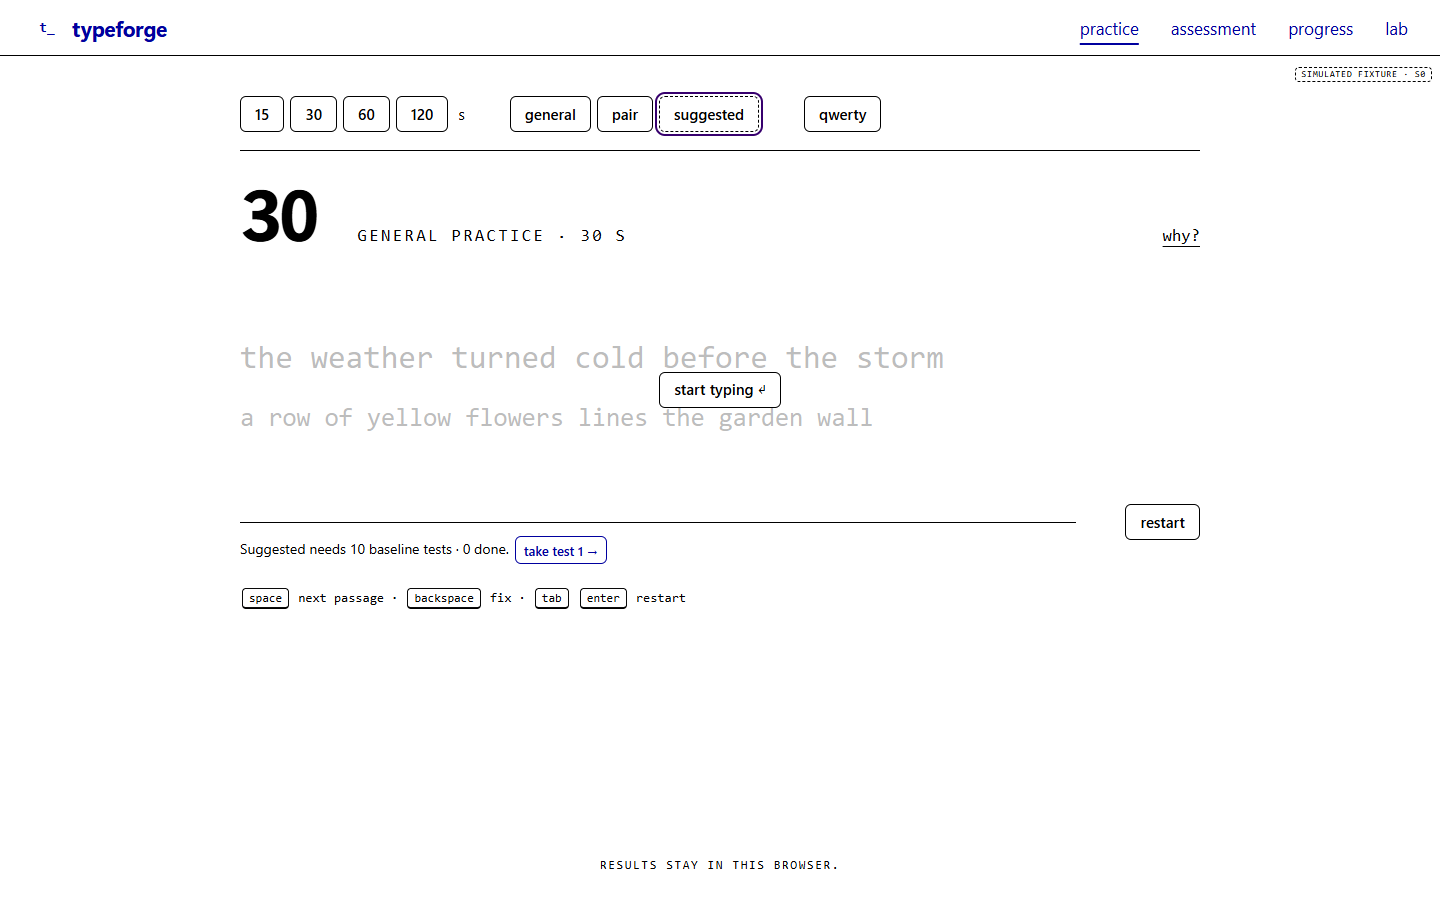 t_ typeforge practice assessment progress lab
SIMULATED FIXTURE · S0
15 30 60 120 s general pair suggested qwerty
30 GENERAL PRACTICE · 30 S why?
the weather turned cold before the storm
start typing ↲
a row of yellow flowers lines the garden wall
restart
Suggested needs 10 baseline tests · 0 done. take test 1 →
space next passage · backspace fix · tab enter restart
RESULTS STAY IN THIS BROWSER.